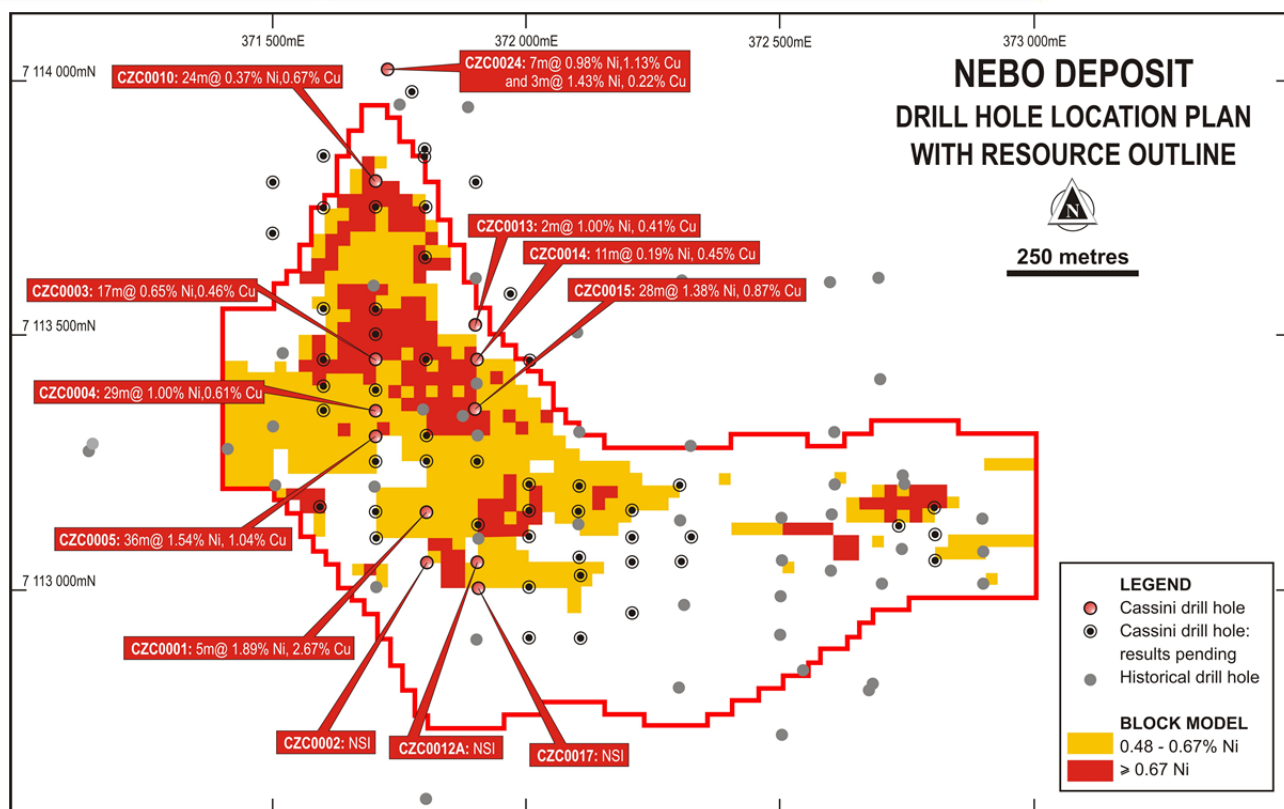 371 500mE
372 000mE
372 500mE
373 000mE
7 114 000mN
7 113 500mN
7 113 000mN
NEBO DEPOSIT
DRILL HOLE LOCATION PLAN
WITH RESOURCE OUTLINE
N
250 metres
CZC0010: 24m@ 0.37% Ni,0.67% Cu
CZC0024: 7m@ 0.98% Ni,1.13% Cu
and 3m@ 1.43% Ni, 0.22% Cu
CZC0013: 2m@ 1.00% Ni, 0.41% Cu
CZC0014: 11m@ 0.19% Ni, 0.45% Cu
CZC0015: 28m@ 1.38% Ni, 0.87% Cu
CZC0003: 17m@ 0.65% Ni,0.46% Cu
CZC0004: 29m@ 1.00% Ni,0.61% Cu
CZC0005: 36m@ 1.54% Ni, 1.04% Cu
CZC0001: 5m@ 1.89% Ni, 2.67% Cu
CZC0002: NSI
CZC0012A: NSI
CZC0017: NSI
LEGEND
Cassini drill hole
Cassini drill hole:
results pending
Historical drill hole
BLOCK MODEL
0.48 - 0.67% Ni
⩾ 0.67 Ni